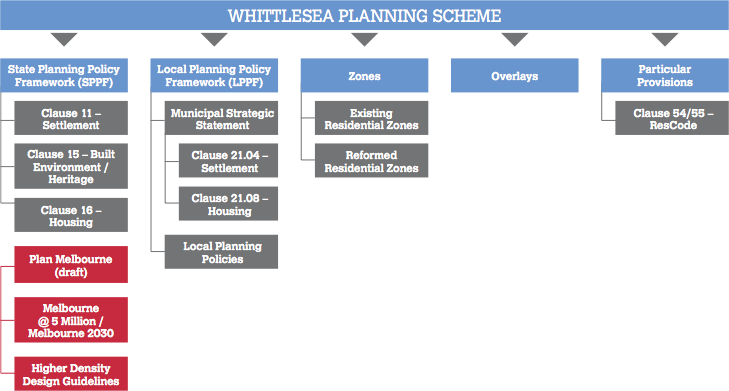 WHITTLESEA PLANNING SCHEME
State Planning Policy
Framework (SPPF)
Clause 11 –
Settlement
Clause 15 – Built
Environment /
Heritage
Clause 16 –
Housing
Plan Melbourne
(draft)
Melbourne
@ 5 Million /
Melbourne 2030
Higher Density
Design Guidelines
Local Planning Policy
Framework (LPPF)
Municipal Strategic
Statement
Clause 21.04 –
Settlement
Clause 21.08 –
Housing
Local Planning
Policies
Zones
Existing
Residential Zones
Reformed
Residential Zones
Overlays
Particular
Provisions
Clause 54/55 –
ResCode